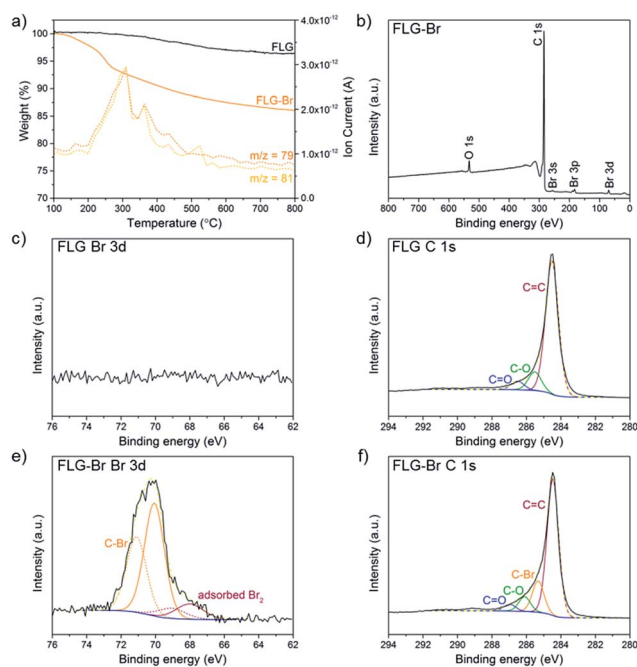 a)
100
95
90
85
80
75
70
Weight (%)
4.0x10⁻¹²
3.0x10⁻¹²
2.0x10⁻¹²
1.0x10⁻¹²
0.0
Ion Current (A)
FLG
FLG-Br
m/z = 79
m/z = 81
100 200 300 400 500 600 700 800
Temperature (°C)
b)
FLG-Br
C 1s
O 1s
Br 3s
Br 3p
Br 3d
Intensity (a.u.)
800 700 600 500 400 300 200 100 0
Binding energy (eV)
c)
FLG Br 3d
Intensity (a.u.)
76 74 72 70 68 66 64 62
Binding energy (eV)
d)
FLG C 1s
C=C
C-O
C=O
Intensity (a.u.)
294 292 290 288 286 284 282 280
Binding energy (eV)
e)
FLG-Br Br 3d
C-Br
adsorbed Br₂
Intensity (a.u.)
76 74 72 70 68 66 64 62
Binding energy (eV)
f)
FLG-Br C 1s
C=C
C-Br
C-O
C=O
Intensity (a.u.)
294 292 290 288 286 284 282 280
Binding energy (eV)